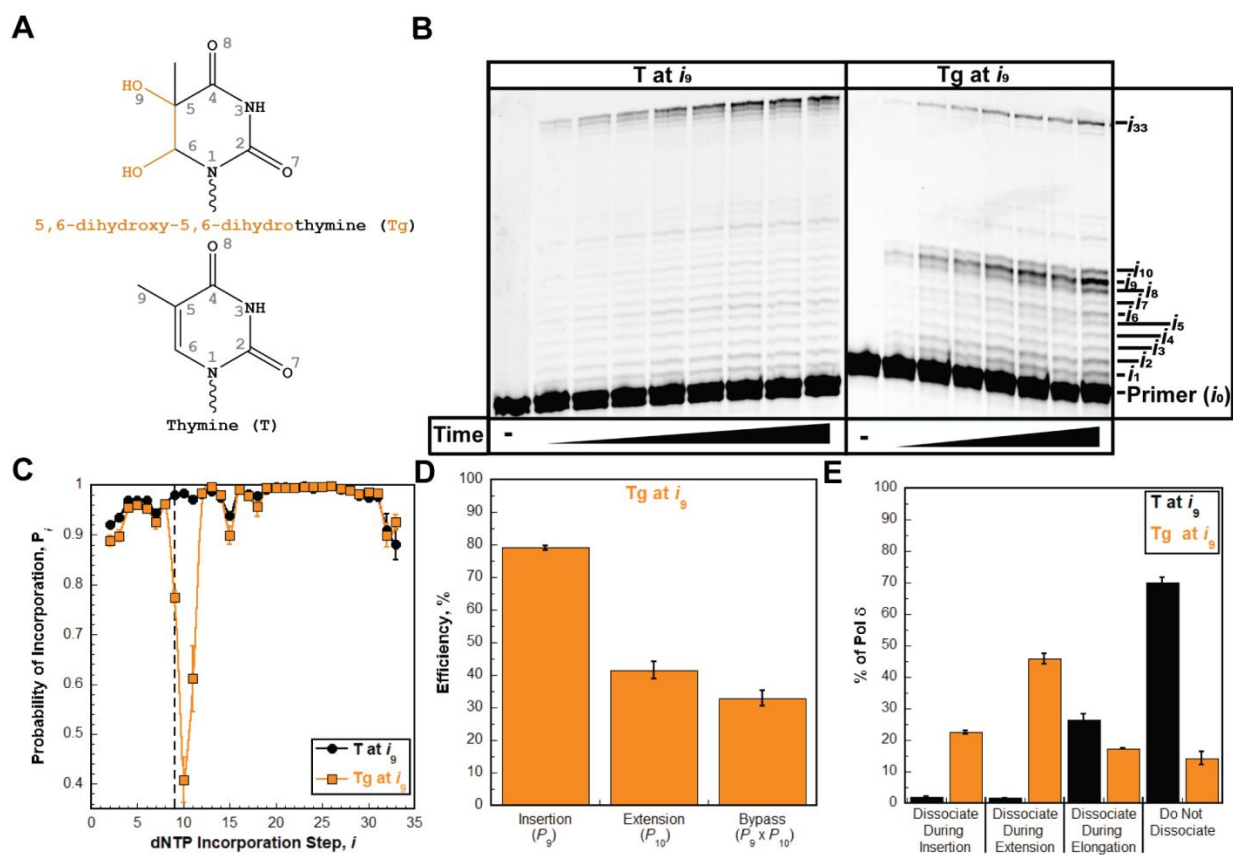 A
O 8
HO
9
4
5
NH
3
6
1
2
HO
N
O 7
5,6-dihydroxy-5,6-dihydrothymine (Tg)
O 8
9
4
5
NH
3
6
1
2
N
O 7
Thymine (T)
B
T at i9
Tg at i9
i33
i10
i9
i8
i7
i6
i5
i4
i3
i2
i1
Primer (i0)
Time
-
-
C
Probability of Incorporation, Pi
1
0.9
0.8
0.7
0.6
0.5
0.4
0 5 10 15 20 25 30 35
dNTP Incorporation Step, i
T at i9
Tg at i9
D
Tg at i9
Efficiency, %
100
90
80
70
60
50
40
30
20
10
0
Insertion (P9)
Extension (P10)
Bypass (P9 x P10)
E
T at i9
Tg at i9
% of Pol δ
100
90
80
70
60
50
40
30
20
10
0
Dissociate During Insertion
Dissociate During Extension
Dissociate During Elongation
Do Not Dissociate